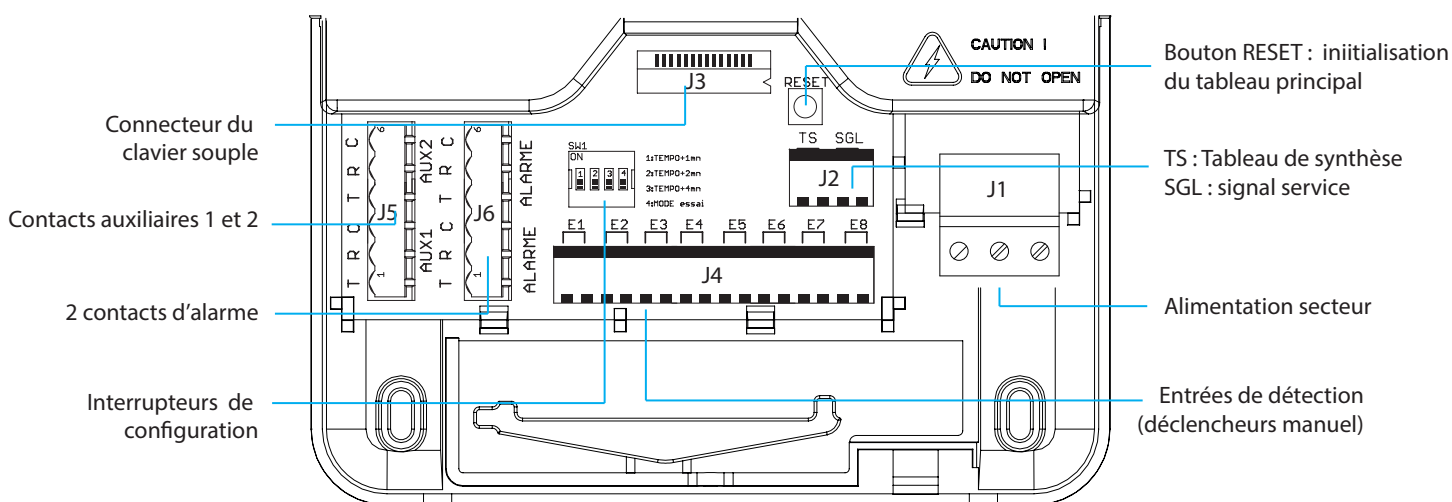 CAUTION !
DO NOT OPEN
Bouton RESET : iniitialisation
du tableau principal
J3
RESET
Connecteur du
clavier souple
TS SGL
J2
TS : Tableau de synthèse
SGL : signal service
J1
SW1
ON
1 2 3 4
1:TEMPO+1mn
2:TEMPO+2mn
3:TEMPO+4mn
4:MODE essai
Contacts auxiliaires 1 et 2
6
1
J5
T R C T R C
AUX1 AUX2
6
1
J6
T R C T R C
ALARME ALARME
E1 E2 E3 E4 E5 E6 E7 E8
J4
2 contacts d’alarme
Alimentation secteur
Interrupteurs de
configuration
Entrées de détection
(déclencheurs manuel)